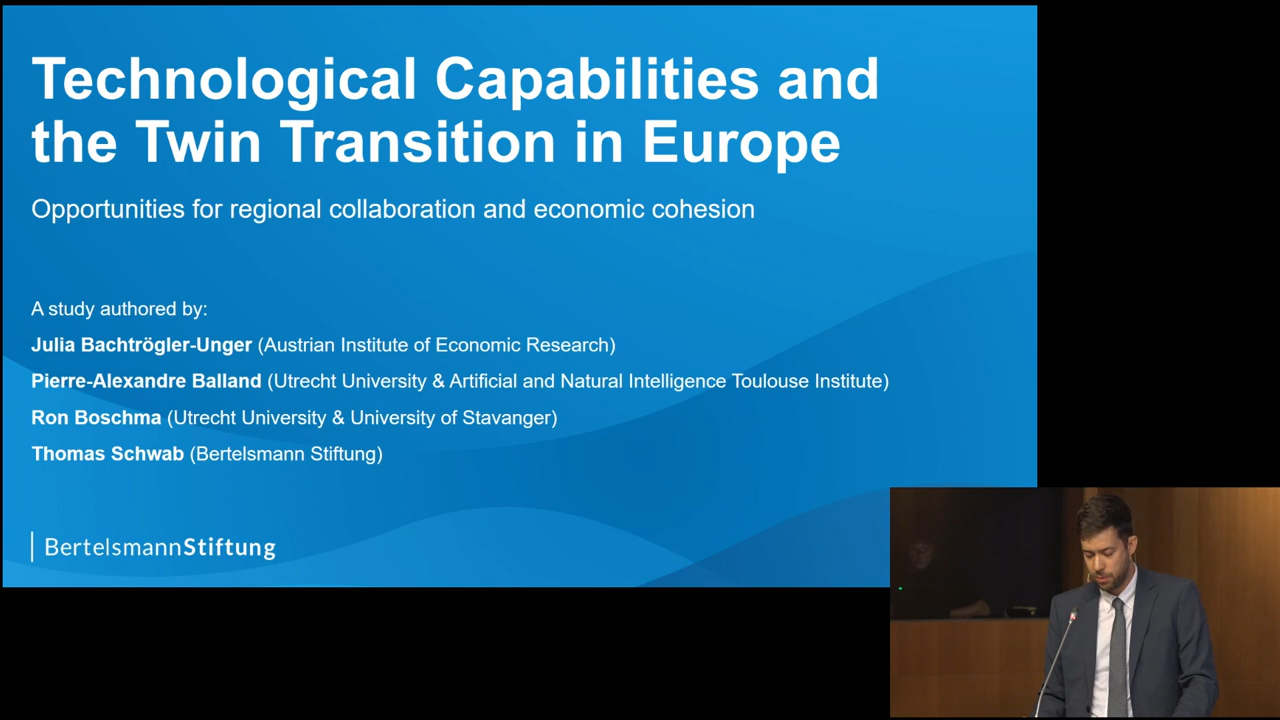 Technological Capabilities and
the Twin Transition in Europe
Opportunities for regional collaboration and economic cohesion
A study authored by:
Julia Bachtrögler-Unger (Austrian Institute of Economic Research)
Pierre-Alexandre Balland (Utrecht University & Artificial and Natural Intelligence Toulouse Institute)
Ron Boschma (Utrecht University & University of Stavanger)
Thomas Schwab (Bertelsmann Stiftung)
BertelsmannStiftung